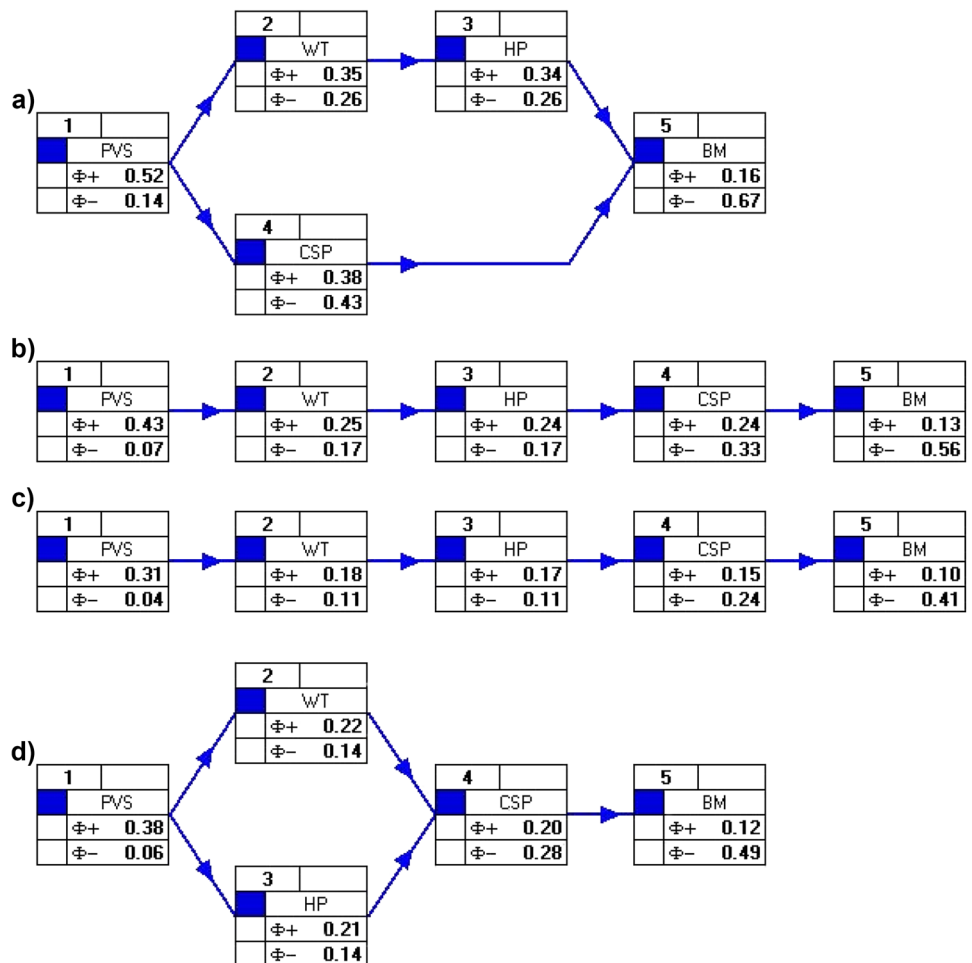 a)
1
PVS
Φ+ 0.52
Φ− 0.14
2
WT
Φ+ 0.35
Φ− 0.26
3
HP
Φ+ 0.34
Φ− 0.26
4
CSP
Φ+ 0.38
Φ− 0.43
5
BM
Φ+ 0.16
Φ− 0.67
b)
1
PVS
Φ+ 0.43
Φ− 0.07
2
WT
Φ+ 0.25
Φ− 0.17
3
HP
Φ+ 0.24
Φ− 0.17
4
CSP
Φ+ 0.24
Φ− 0.33
5
BM
Φ+ 0.13
Φ− 0.56
c)
1
PVS
Φ+ 0.31
Φ− 0.04
2
WT
Φ+ 0.18
Φ− 0.11
3
HP
Φ+ 0.17
Φ− 0.11
4
CSP
Φ+ 0.15
Φ− 0.24
5
BM
Φ+ 0.10
Φ− 0.41
d)
1
PVS
Φ+ 0.38
Φ− 0.06
2
WT
Φ+ 0.22
Φ− 0.14
3
HP
Φ+ 0.21
Φ− 0.14
4
CSP
Φ+ 0.20
Φ− 0.28
5
BM
Φ+ 0.12
Φ− 0.49